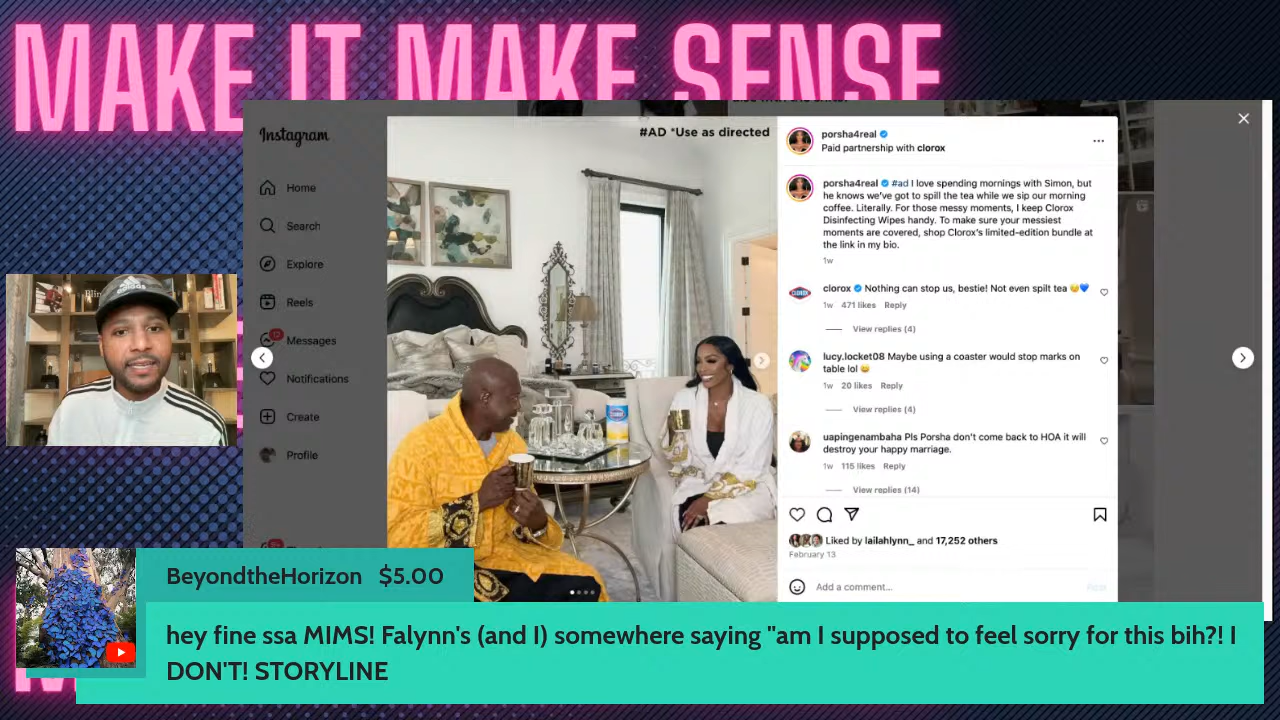 MAKE IT MAKE SENSE
Instagram
Home
Search
Explore
Reels
Messages
Notifications
Create
Profile
#AD *Use as directed
porsha4real
Paid partnership with clorox
porsha4real #ad I love spending mornings with Simon, but
he knows we've got to spill the tea while we sip our morning
coffee. Literally. For those messy moments, I keep Clorox
Disinfecting Wipes handy. To make sure your messiest
moments are covered, shop Clorox's limited-edition bundle at
the link in my bio.
1w
clorox Nothing can stop us, bestie! Not even spilt tea 😏💙
1w 471 likes Reply
View replies (4)
lucy.locket08 Maybe using a coaster would stop marks on
table lol 😄
1w 20 likes Reply
View replies (4)
uapingenambaha Pls Porsha don't come back to HOA it will
destroy your happy marriage.
1w 115 likes Reply
View replies (14)
Liked by lailahlynn_ and 17,252 others
February 13
Add a comment...
Post
BeyondtheHorizon $5.00
hey fine ssa MIMS! Falynn's (and I) somewhere saying "am I supposed to feel sorry for this bih?! I
DON'T! STORYLINE